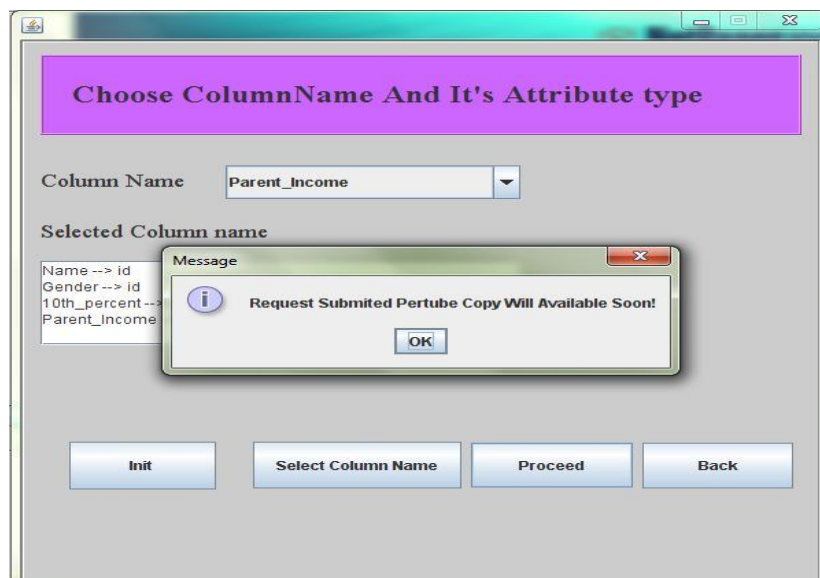 Choose ColumnName And It's Attribute type
Column Name
Parent_Income
Selected Column name
Name --> id
Gender --> id
10th_percent --
Parent_Income
Message
Request Submited Pertube Copy Will Available Soon!
OK
Init
Select Column Name
Proceed
Back